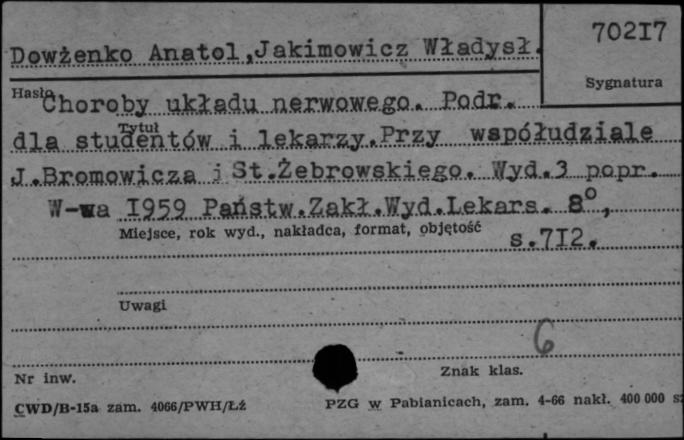 70217
Dowżenko Anatol,Jakimowicz Władysł.
Sygnatura
Hasło
Choroby układu nerwowego. Podr.
Tytuł
dla studentów i lekarzy.Przy współudziale
J.Bromowicza i St.Żebrowskiego. Wyd.3 popr.
W-wa 1959 Państw.Zakł.Wyd.Lekars. 8°,
Miejsce, rok wyd., nakładca, format, objętość
s.712.
Uwagi
6
Nr inw.
Znak klas.
CWD/B-15a zam. 4066/PWH/Łź
PZG w Pabianicach, zam. 4-66 nakł. 400 000 sz